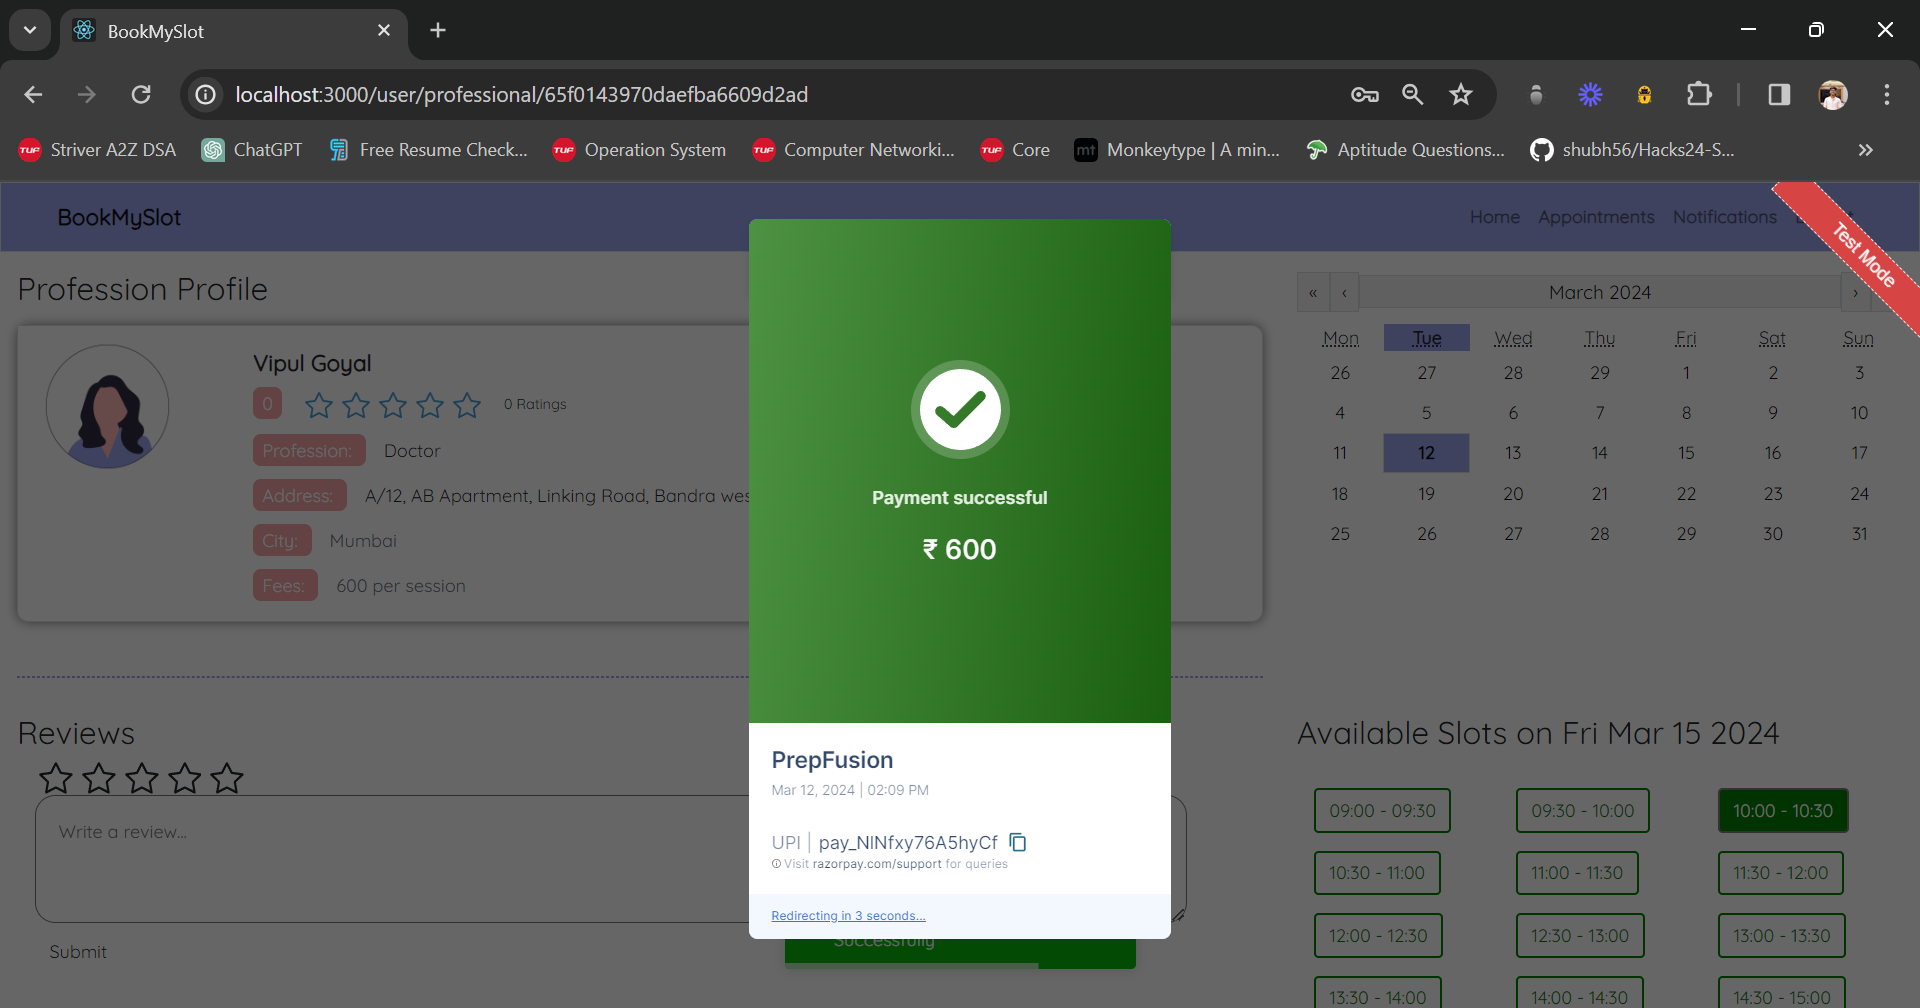 BookMySlot
localhost:3000/user/professional/65f0143970daefba6609d2ad
Striver A2Z DSA
ChatGPT
Free Resume Check...
TUF Operation System
TUF Computer Networki...
TUF Core
mt Monkeytype | A min...
Aptitude Questions...
shubh56/Hacks24-S...
BookMySlot
Home Appointments Notifications
Test Mode
Profession Profile
Vipul Goyal
0 0 Ratings
Profession: Doctor
Address: A/12, AB Apartment, Linking Road, Bandra wes
City: Mumbai
Fees: 600 per session
« ‹ March 2024 ›
Mon Tue Wed Thu Fri Sat Sun
26 27 28 29 1 2 3
4 5 6 7 8 9 10
11 12 13 14 15 16 17
18 19 20 21 22 23 24
25 26 27 28 29 30 31
Payment successful
₹ 600
PrepFusion
Mar 12, 2024 | 02:09 PM
UPI | pay_NlNfxy76A5hyCf
Visit razorpay.com/support for queries
Redirecting in 3 seconds...
Successfully
Reviews
Write a review...
Submit
Available Slots on Fri Mar 15 2024
09:00 - 09:30 09:30 - 10:00 10:00 - 10:30
10:30 - 11:00 11:00 - 11:30 11:30 - 12:00
12:00 - 12:30 12:30 - 13:00 13:00 - 13:30
13:30 - 14:00 14:00 - 14:30 14:30 - 15:00